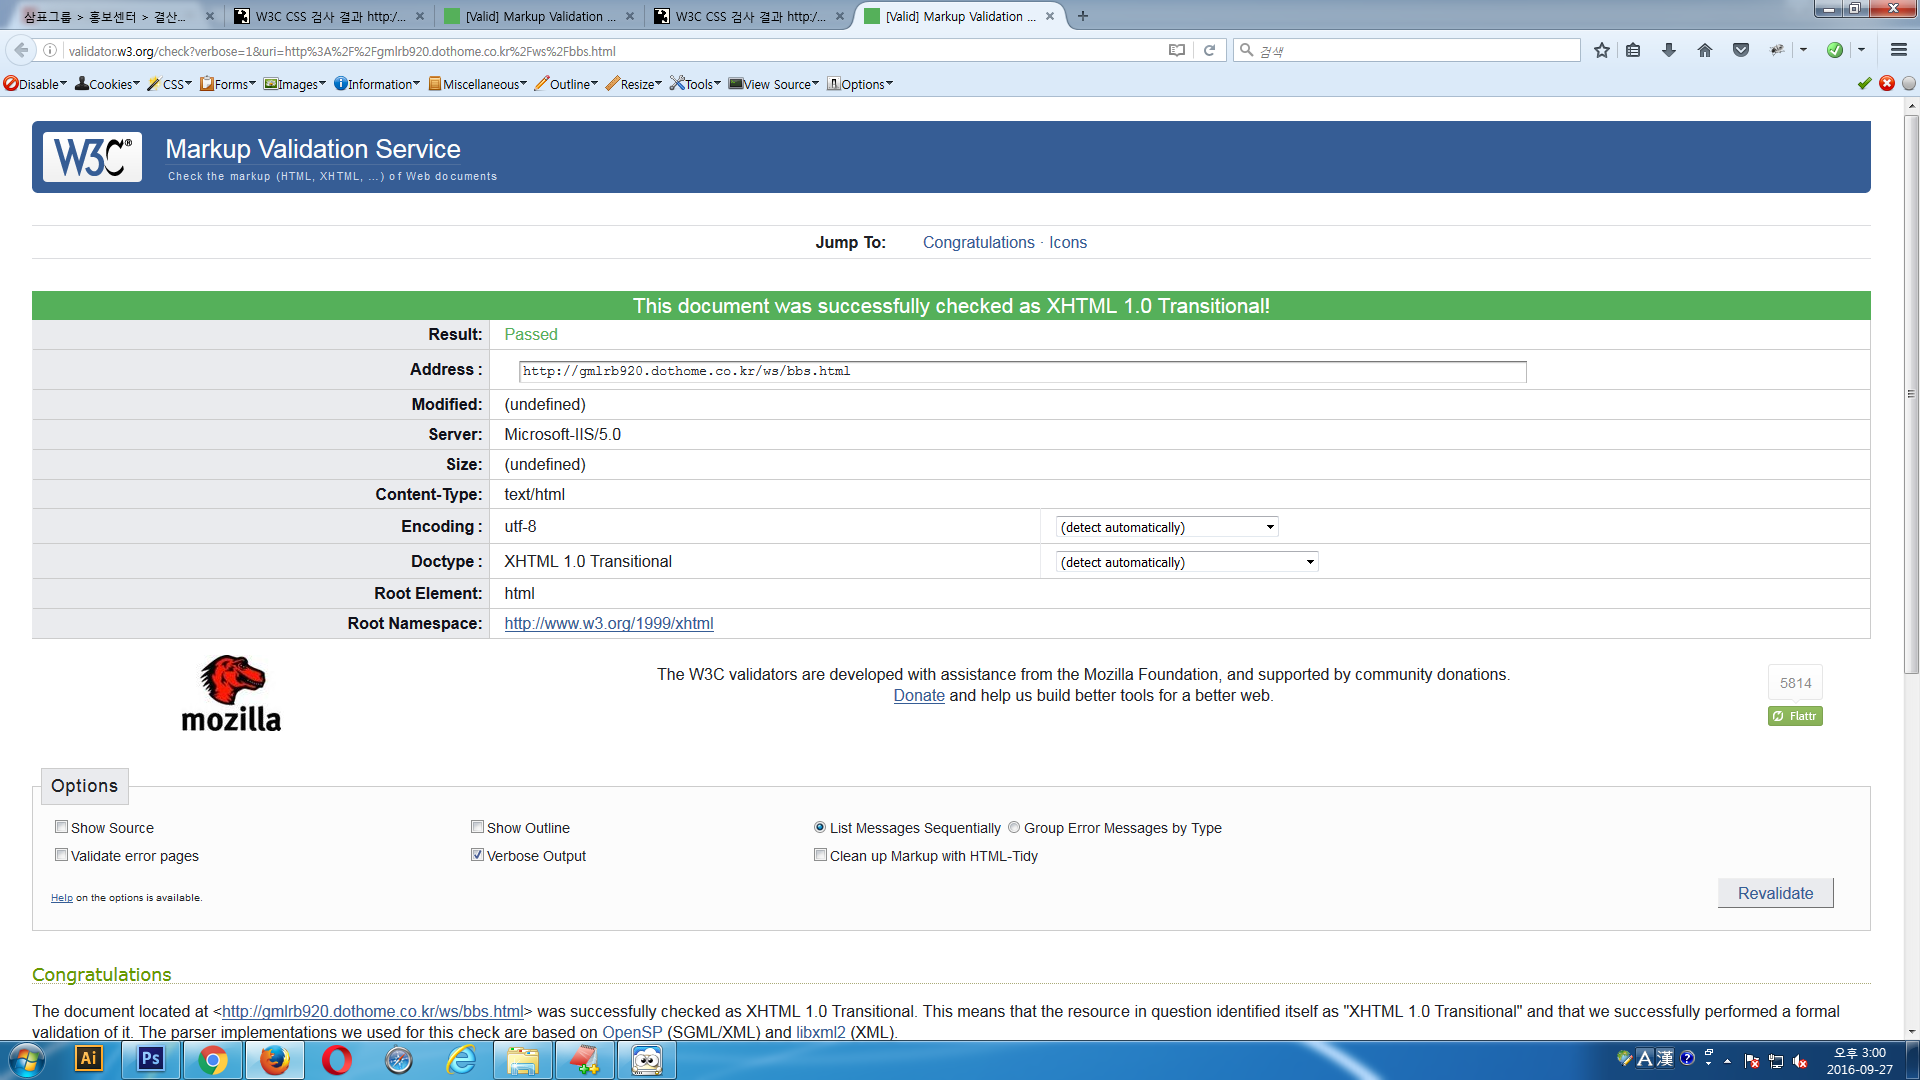 삼표그룹 > 홍보센터 > 결산...
W3C CSS 검사 결과 http:/...
[Valid] Markup Validation ...
W3C CSS 검사 결과 http:/...
[Valid] Markup Validation ...
validator.w3.org/check?verbose=1&uri=http%3A%2F%2Fgmlrb920.dothome.co.kr%2Fws%2Fbbs.html
검색
Disable Cookies CSS Forms Images Information Miscellaneous Outline Resize Tools View Source Options
W3C®
Markup Validation Service
Check the markup (HTML, XHTML, …) of Web documents
Jump To: Congratulations · Icons
This document was successfully checked as XHTML 1.0 Transitional!
Result: Passed
Address : http://gmlrb920.dothome.co.kr/ws/bbs.html
Modified: (undefined)
Server: Microsoft-IIS/5.0
Size: (undefined)
Content-Type: text/html
Encoding : utf-8 (detect automatically)
Doctype : XHTML 1.0 Transitional (detect automatically)
Root Element: html
Root Namespace: http://www.w3.org/1999/xhtml
mozilla
The W3C validators are developed with assistance from the Mozilla Foundation, and supported by community donations.
Donate and help us build better tools for a better web.
5814
Flattr
Options
Show Source Show Outline List Messages Sequentially Group Error Messages by Type
Validate error pages Verbose Output Clean up Markup with HTML-Tidy
Help on the options is available.
Revalidate
Congratulations
The document located at <http://gmlrb920.dothome.co.kr/ws/bbs.html> was successfully checked as XHTML 1.0 Transitional. This means that the resource in question identified itself as "XHTML 1.0 Transitional" and that we successfully performed a formal
validation of it. The parser implementations we used for this check are based on OpenSP (SGML/XML) and libxml2 (XML).
Ai
Ps
A 漢
오후 3:00
2016-09-27